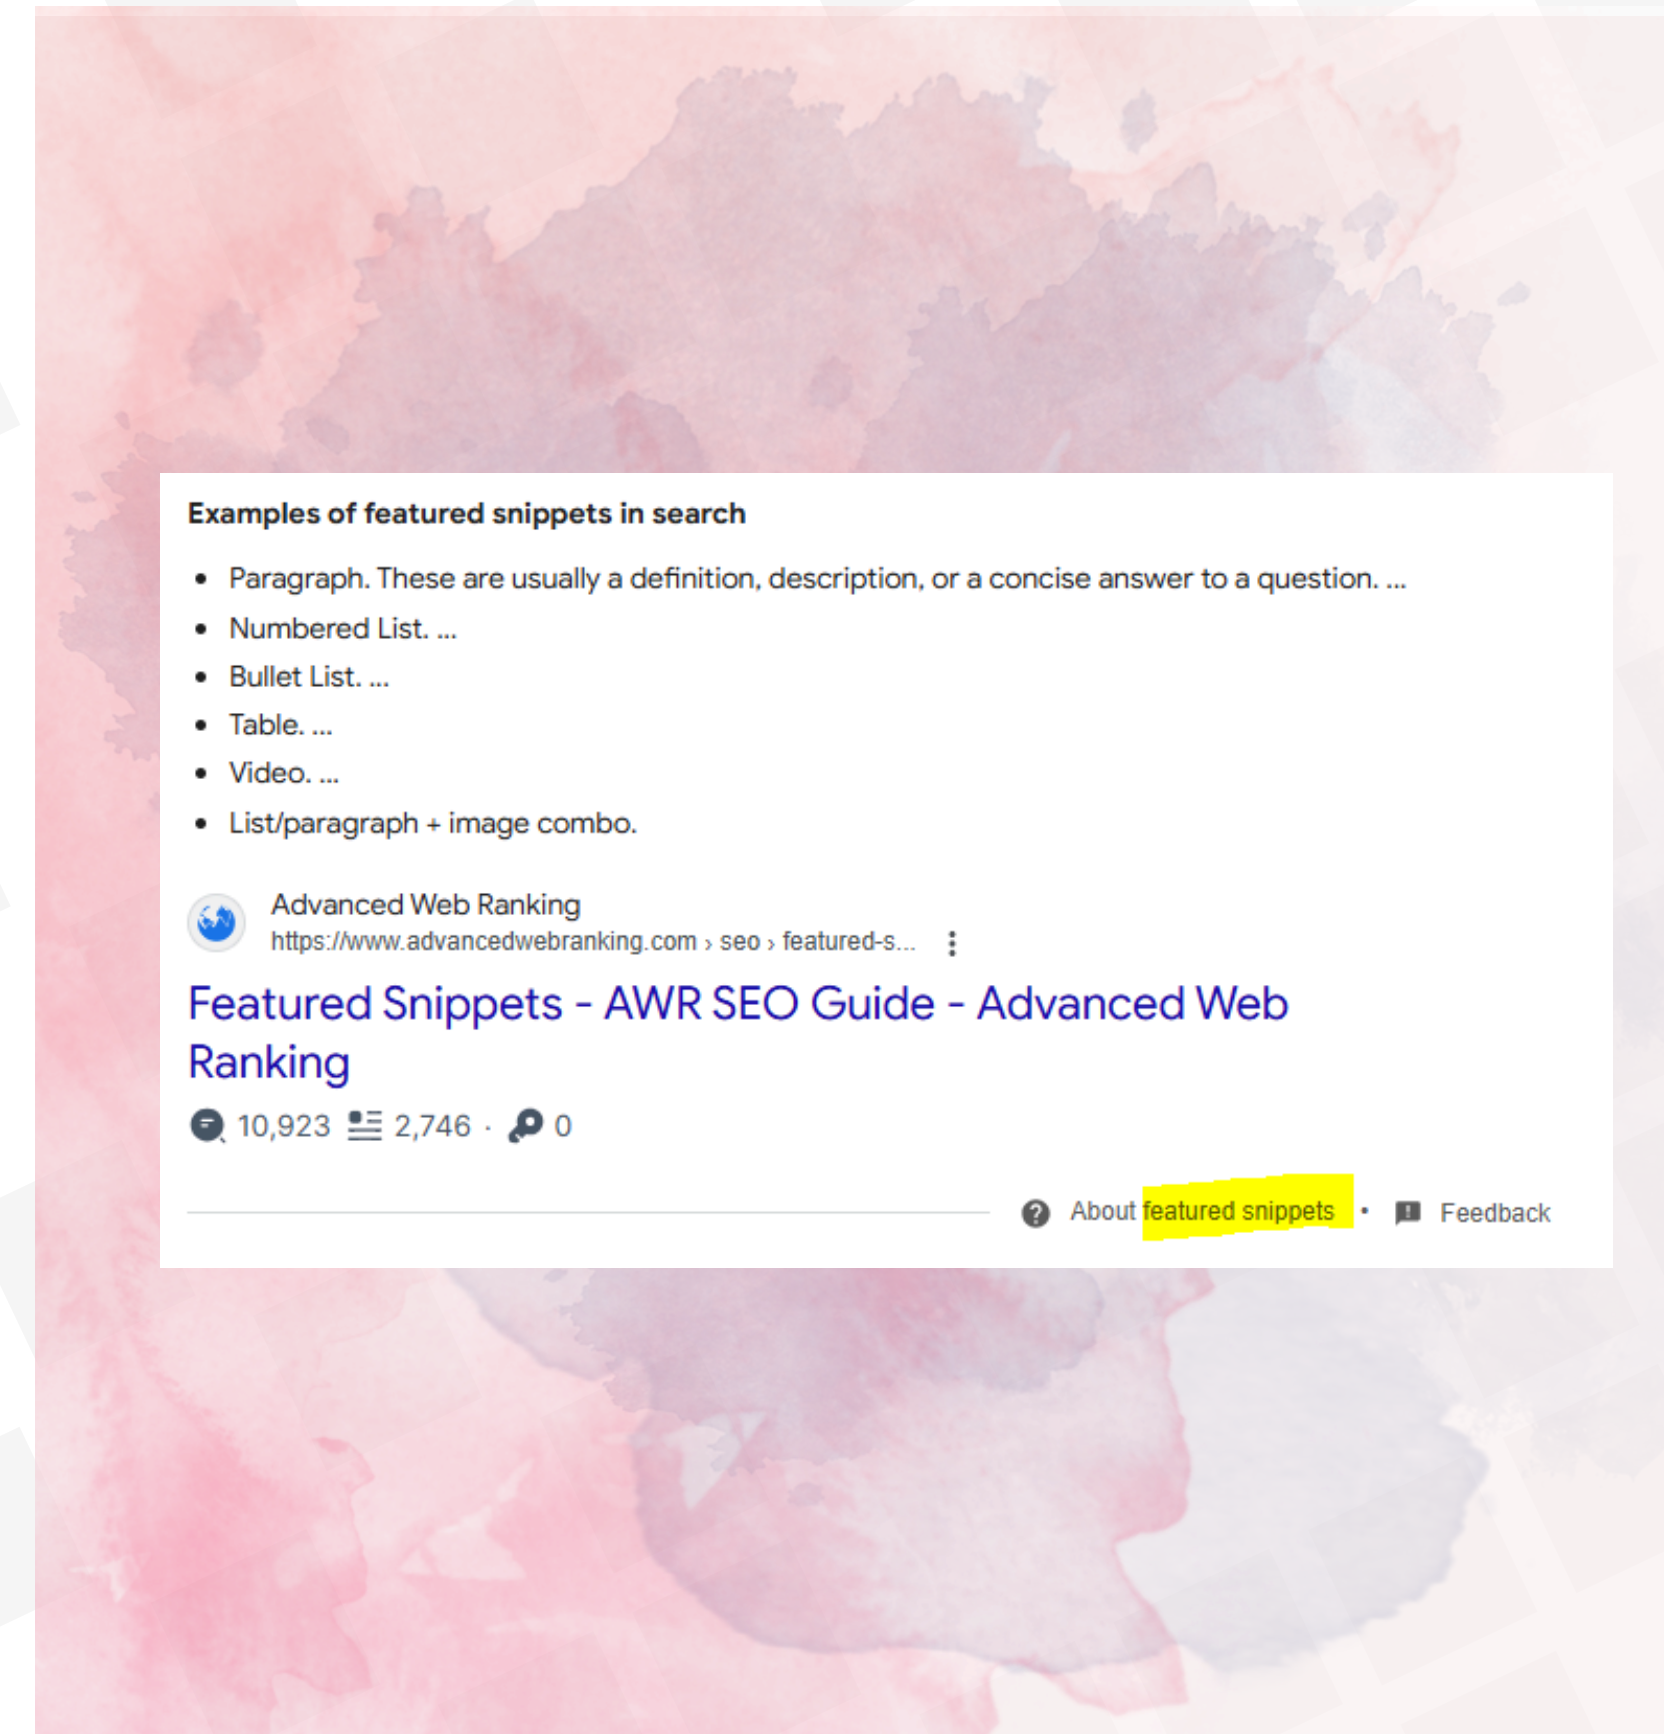 Examples of featured snippets in search
• Paragraph. These are usually a definition, description, or a concise answer to a question. ...
• Numbered List. ...
• Bullet List. ...
• Table. ...
• Video. ...
• List/paragraph + image combo.
Advanced Web Ranking
https://www.advancedwebranking.com › seo › featured-s...
Featured Snippets - AWR SEO Guide - Advanced Web
Ranking
10,923 2,746 · 0
About featured snippets • Feedback